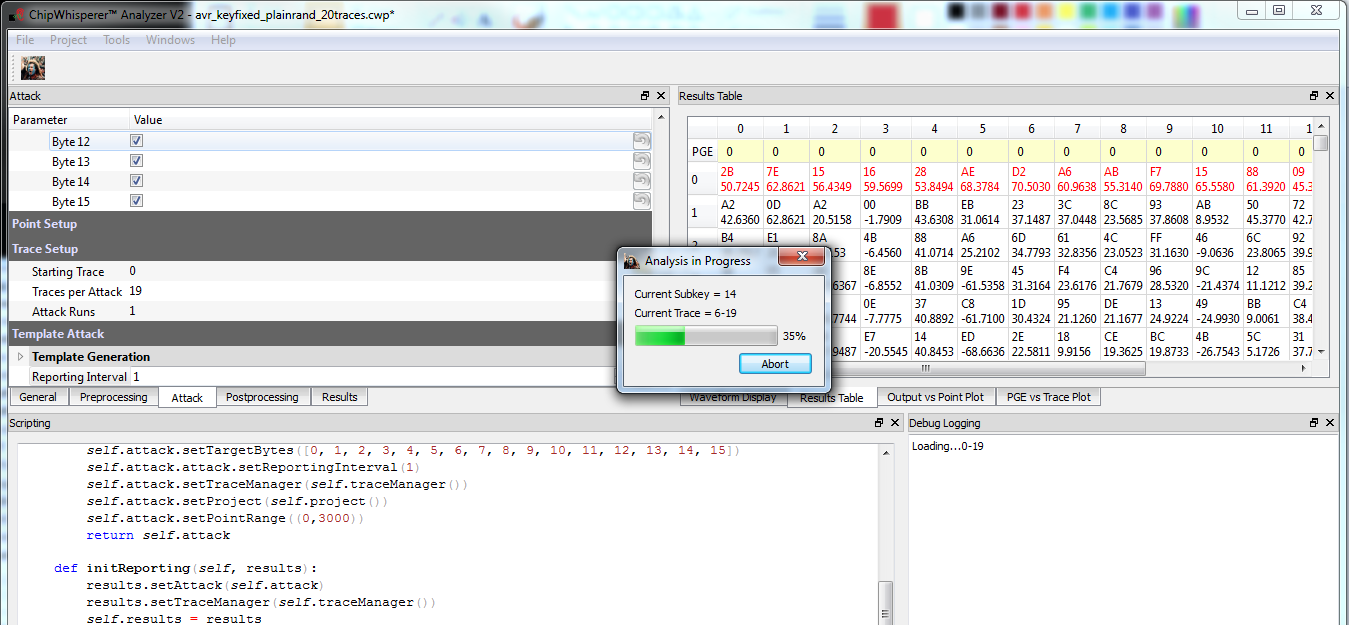 ChipWhisperer™ Analyzer V2 - avr_keyfixed_plainrand_20traces.cwp*
File Project Tools Windows Help
Attack
Parameter Value
Byte 12
Byte 13
Byte 14
Byte 15
Point Setup
Trace Setup
Starting Trace 0
Traces per Attack 19
Attack Runs 1
Template Attack
Template Generation
Reporting Interval 1
General Preprocessing Attack Postprocessing Results
Results Table
0 1 2 3 4 5 6 7 8 9 10 11 1
PGE 0 0 0 0 0 0 0 0 0 0 0 0 0
0 2B 7E 15 16 28 AE D2 A6 AB F7 15 88 09
50.7245 62.8621 56.4349 59.5699 53.8494 68.3784 70.5030 60.9638 55.3140 69.7880 65.5580 61.3920 45.3
1 A2 0D A2 00 BB EB 23 3C 8C 93 AB 50 72
42.6360 62.8621 20.5158 -1.7909 43.6308 31.0614 37.1487 37.0448 23.5685 37.8608 8.9532 45.3770 42.7
B4 E1 8A 4B 88 A6 6D 61 4C FF 46 6C 92
53 -6.4560 41.0714 25.2102 34.7793 32.8356 23.0523 31.1630 -9.0636 23.8065 39.9
8E 8B 9E 45 F4 C4 96 9C 12 85
6367 -6.8552 41.0309 -61.5358 31.3164 23.6176 21.7679 28.5320 -21.4374 11.1212 39.2
0E 37 C8 1D 95 DE 13 49 BB C4
7744 -7.7775 40.8892 -61.7100 30.4324 21.1260 21.1677 24.9224 -24.9930 9.0061 38.4
E7 14 ED 2E 18 CE BC 4B 5C 31
9487 -20.5545 40.8453 -68.6636 22.5811 9.9156 19.3625 19.8733 -26.7543 5.1726 37.7
Waveform Display Results Table Output vs Point Plot PGE vs Trace Plot
Analysis in Progress
Current Subkey = 14
Current Trace = 6-19
35%
Abort
Scripting
self.attack.setTargetBytes([0, 1, 2, 3, 4, 5, 6, 7, 8, 9, 10, 11, 12, 13, 14, 15])
self.attack.attack.setReportingInterval(1)
self.attack.setTraceManager(self.traceManager())
self.attack.setProject(self.project())
self.attack.setPointRange((0,3000))
return self.attack
def initReporting(self, results):
results.setAttack(self.attack)
results.setTraceManager(self.traceManager())
self.results = results
Debug Logging
Loading...0-19